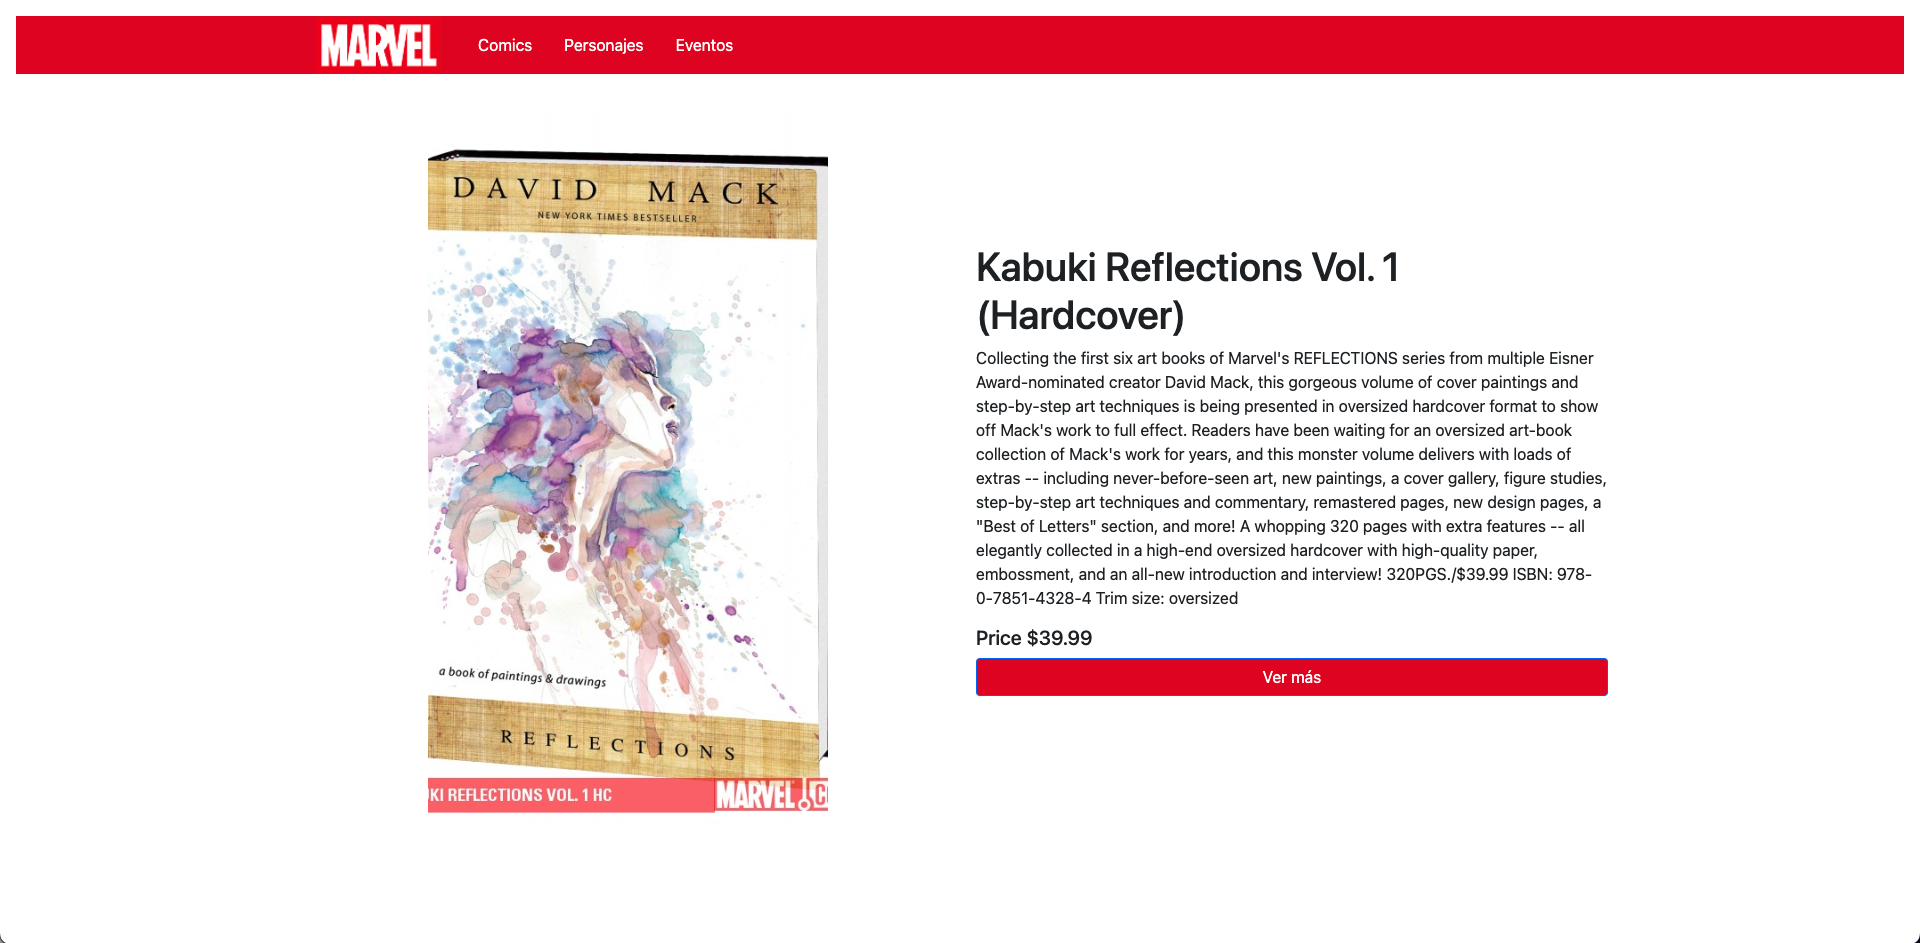 MARVEL
Comics
Personajes
Eventos
DAVID MACK
NEW YORK TIMES BESTSELLER
a book of paintings & drawings
REFLECTIONS
REFLECTIONS VOL. 1 HC
MARVEL
Kabuki Reflections Vol. 1
(Hardcover)
Collecting the first six art books of Marvel's REFLECTIONS series from multiple Eisner
Award-nominated creator David Mack, this gorgeous volume of cover paintings and
step-by-step art techniques is being presented in oversized hardcover format to show
off Mack's work to full effect. Readers have been waiting for an oversized art-book
collection of Mack's work for years, and this monster volume delivers with loads of
extras -- including never-before-seen art, new paintings, a cover gallery, figure studies,
step-by-step art techniques and commentary, remastered pages, new design pages, a
"Best of Letters" section, and more! A whopping 320 pages with extra features -- all
elegantly collected in a high-end oversized hardcover with high-quality paper,
embossment, and an all-new introduction and interview! 320PGS./$39.99 ISBN: 978-
0-7851-4328-4 Trim size: oversized
Price $39.99
Ver más